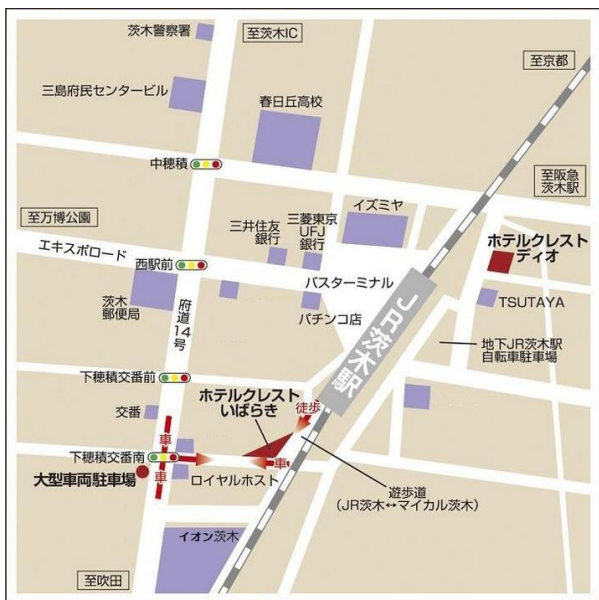 茨木警察署
至茨木IC
至京都
三島府民センタービル
春日丘高校
中穂積
至阪急
茨木駅
至万博公園
イズミヤ
三菱東京
UFJ
銀行
三井住友
銀行
エキスポロード
西駅前
ホテルクレスト
ディオ
バスターミナル
茨木
郵便局
府道14号
パチンコ店
JR茨木駅
TSUTAYA
地下JR茨木駅
自転車駐車場
下穂積交番前
ホテルクレスト
いばらき
徒歩
交番
車
下穂積交番南
車
車
大型車両駐車場
ロイヤルホスト
遊歩道
(JR茨木↔マイカル茨木)
イオン茨木
至吹田